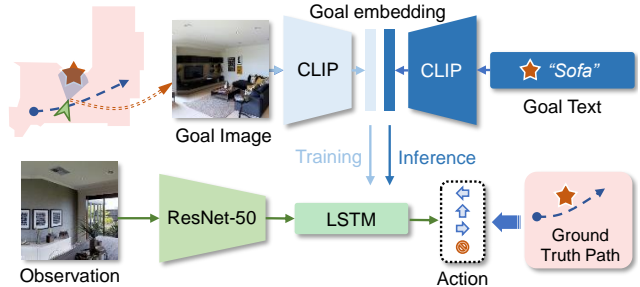 Goal embedding
CLIP
CLIP
“Sofa”
Goal Image
Goal Text
Training
Inference
ResNet-50
LSTM
Ground
Truth Path
Observation
Action